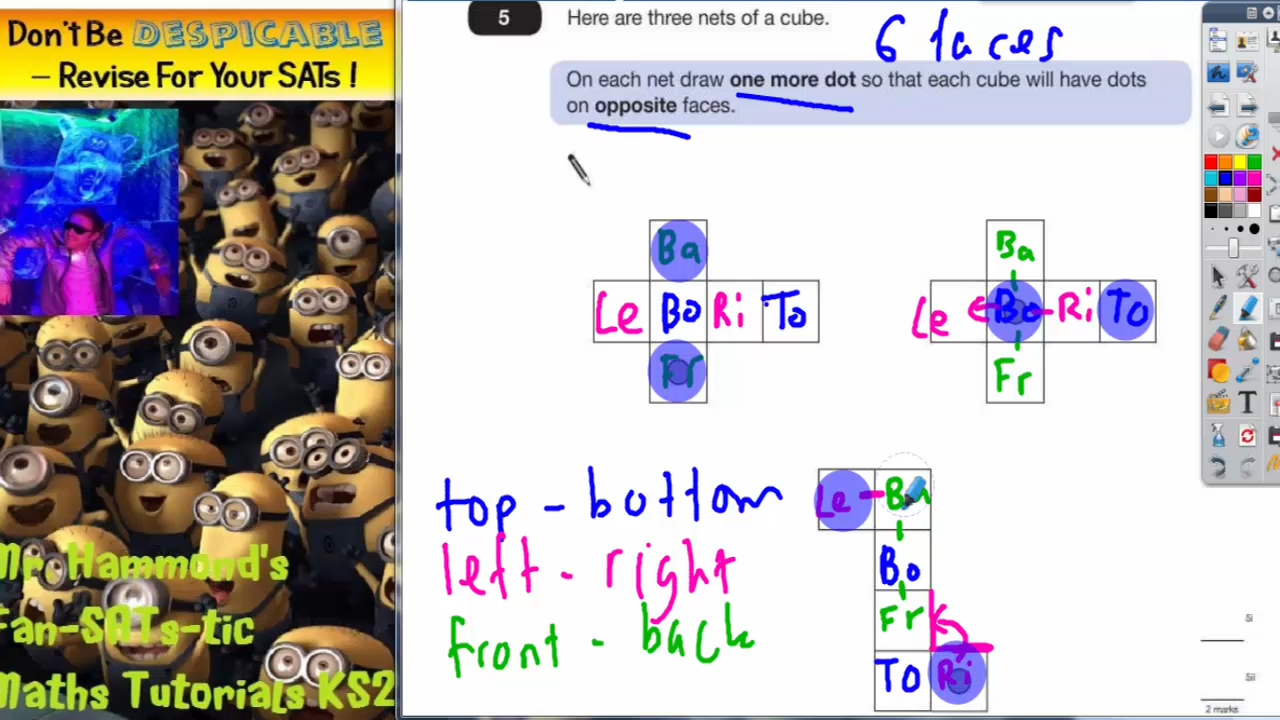 Don't Be DESPICABLE
– Revise For Your SATs !
5 Here are three nets of a cube.
6 faces
On each net draw one more dot so that each cube will have dots
on opposite faces.
Ba
Le Bo Ri To
Fr
Ba
Le Bo Ri To
Fr
Le Ba
Bo
Fr
To Ri
top - bottom
left - right
front - back
Mr. Hammond's
Fan-SATs-tic
Maths Tutorials KS2
5i
5ii
2 marks
T